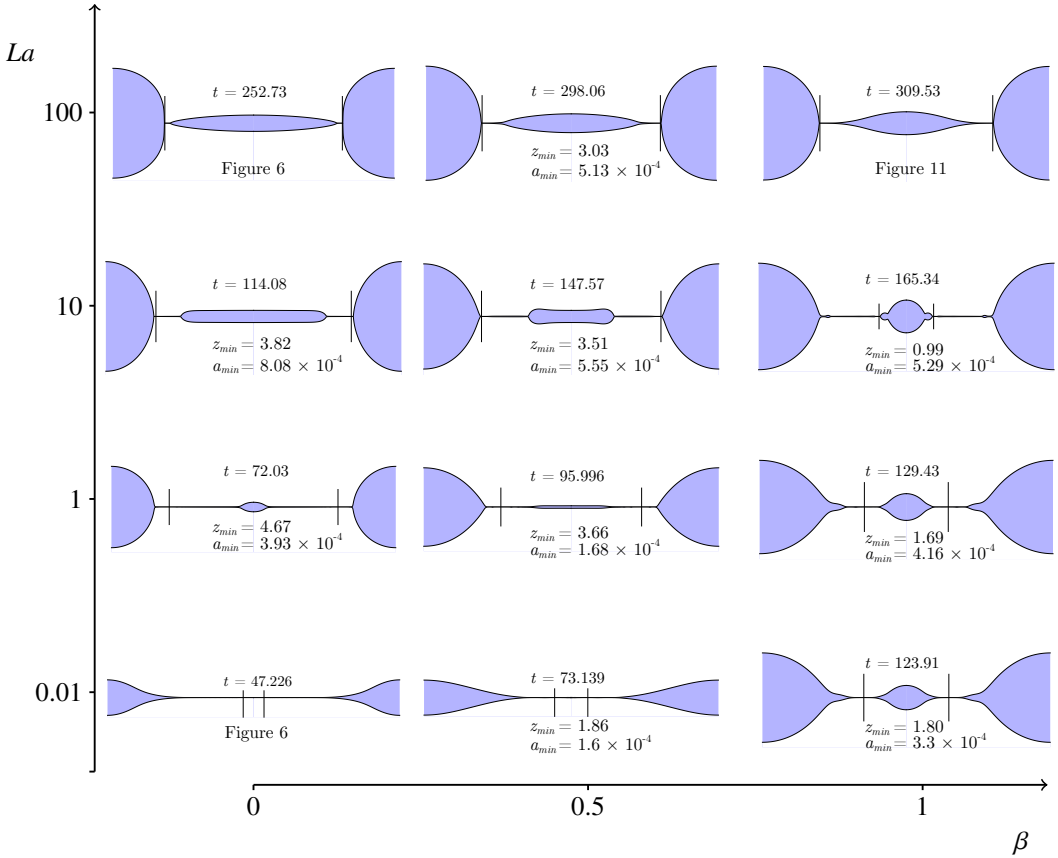 La
100
t = 252.73
Figure 6
t = 298.06
z_min = 3.03
a_min = 5.13 × 10^-4
t = 309.53
Figure 11
10
t = 114.08
z_min = 3.82
a_min = 8.08 × 10^-4
t = 147.57
z_min = 3.51
a_min = 5.55 × 10^-4
t = 165.34
z_min = 0.99
a_min = 5.29 × 10^-4
1
t = 72.03
z_min = 4.67
a_min = 3.93 × 10^-4
t = 95.996
z_min = 3.66
a_min = 1.68 × 10^-4
t = 129.43
z_min = 1.69
a_min = 4.16 × 10^-4
0.01
t = 47.226
Figure 6
t = 73.139
z_min = 1.86
a_min = 1.6 × 10^-4
t = 123.91
z_min = 1.80
a_min = 3.3 × 10^-4
0
0.5
1
β